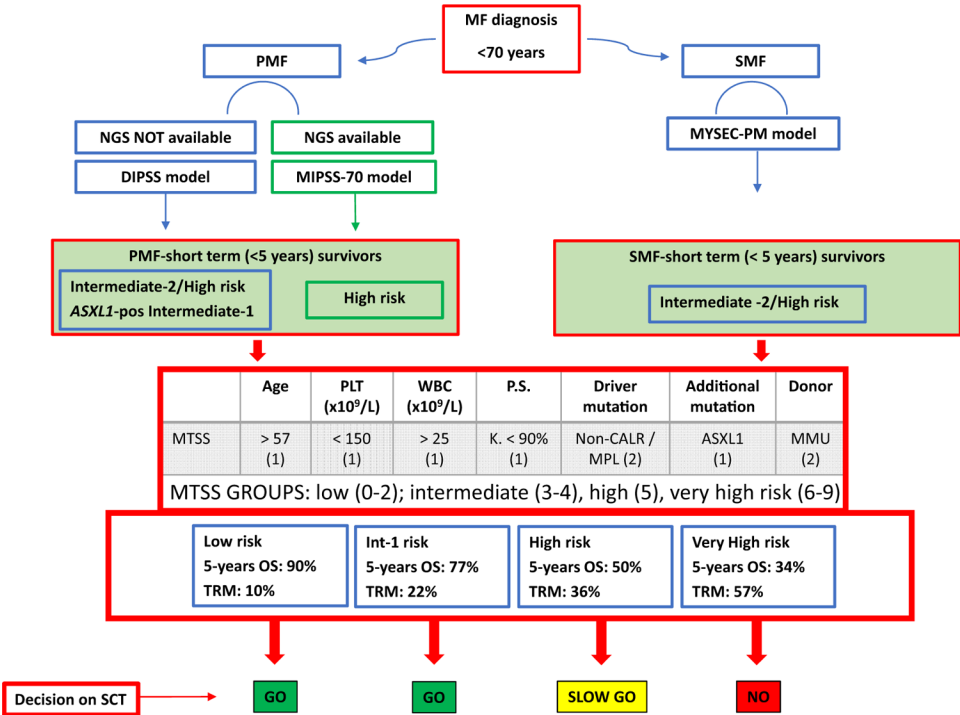 MF diagnosis
<70 years
PMF
SMF
NGS NOT available
NGS available
MYSEC-PM model
DIPSS model
MIPSS-70 model
PMF-short term (<5 years) survivors
Intermediate-2/High risk
ASXL1-pos Intermediate-1
High risk
SMF-short term (< 5 years) survivors
Intermediate -2/High risk
Age PLT WBC P.S. Driver Additional Donor
(x10⁹/L) (x10⁹/L) mutation mutation
MTSS > 57 < 150 > 25 K. < 90% Non-CALR / ASXL1 MMU
(1) (1) (1) (1) MPL (2) (1) (2)
MTSS GROUPS: low (0-2); intermediate (3-4), high (5), very high risk (6-9)
Low risk
5-years OS: 90%
TRM: 10%
Int-1 risk
5-years OS: 77%
TRM: 22%
High risk
5-years OS: 50%
TRM: 36%
Very High risk
5-years OS: 34%
TRM: 57%
Decision on SCT
GO
GO
SLOW GO
NO